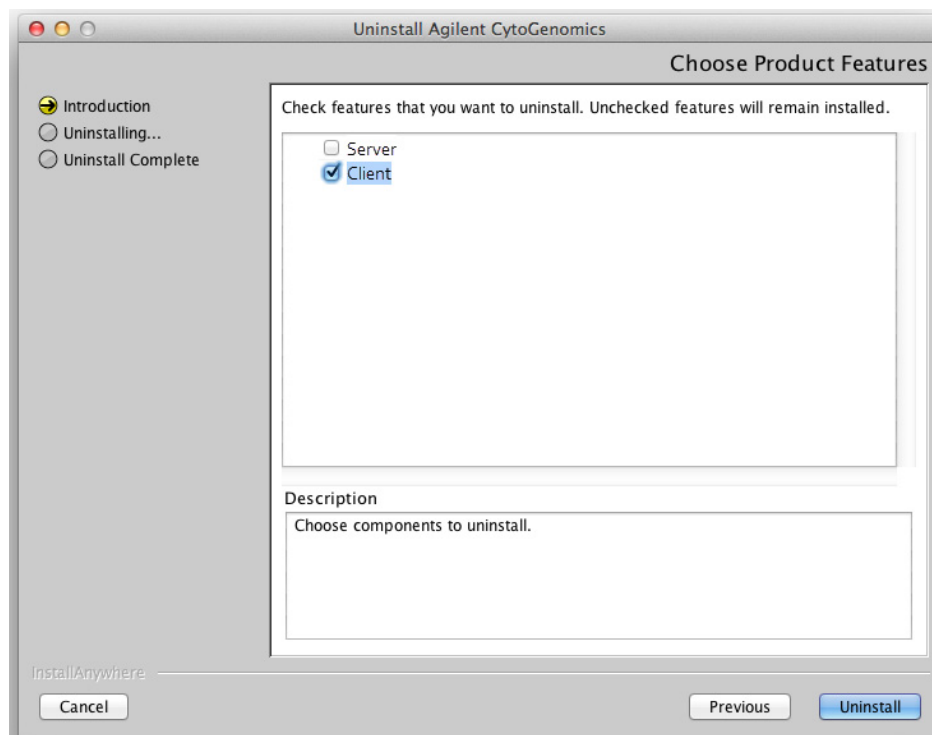 Uninstall Agilent CytoGenomics
Choose Product Features
Introduction
Uninstalling...
Uninstall Complete
Check features that you want to uninstall. Unchecked features will remain installed.
Server
Client
Description
Choose components to uninstall.
InstallAnywhere
Cancel
Previous
Uninstall